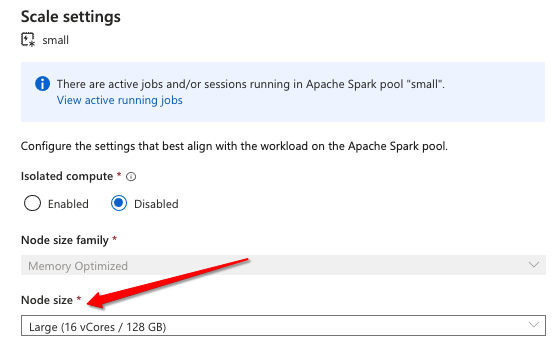 Scale settings
small
There are active jobs and/or sessions running in Apache Spark pool "small".
View active running jobs
Configure the settings that best align with the workload on the Apache Spark pool.
Isolated compute *
Enabled Disabled
Node size family *
Memory Optimized
Node size *
Large (16 vCores / 128 GB)